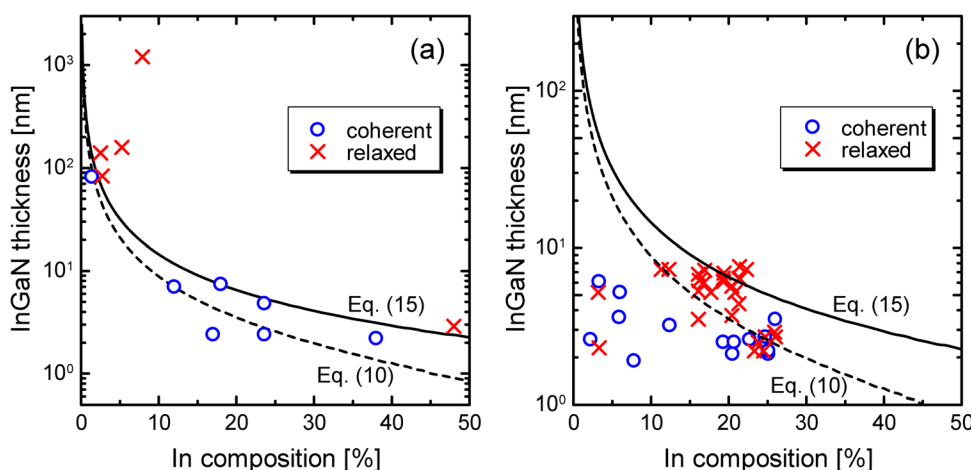 (a)
InGaN thickness [nm]
10³
10²
10¹
10⁰
coherent
relaxed
Eq. (15)
Eq. (10)
0 10 20 30 40 50
In composition [%]
(b)
InGaN thickness [nm]
10²
10¹
10⁰
coherent
relaxed
Eq. (15)
Eq. (10)
0 10 20 30 40 50
In composition [%]